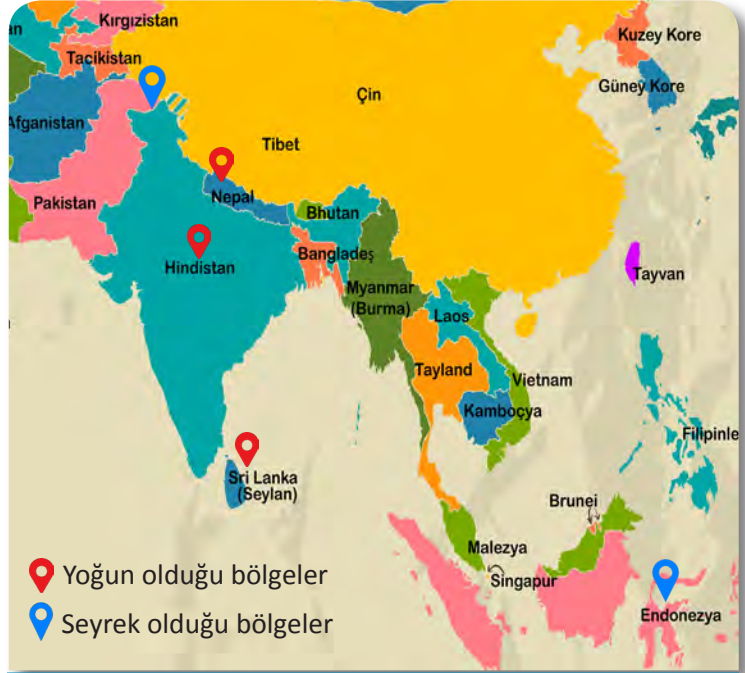 an
Kırgızistan
Tacikistan
Kuzey Kore
Güney Kore
Çin
Afganistan
Tibet
Pakistan
Nepal
Bhutan
Hindistan
Bangladeş
Tayvan
Myanmar
(Burma)
Laos
Tayland
Vietnam
Kamboçya
Filipinle
Sri Lanka
(Seylan)
Brunei
Malezya
Singapur
Endonezya
Yoğun olduğu bölgeler
Seyrek olduğu bölgeler